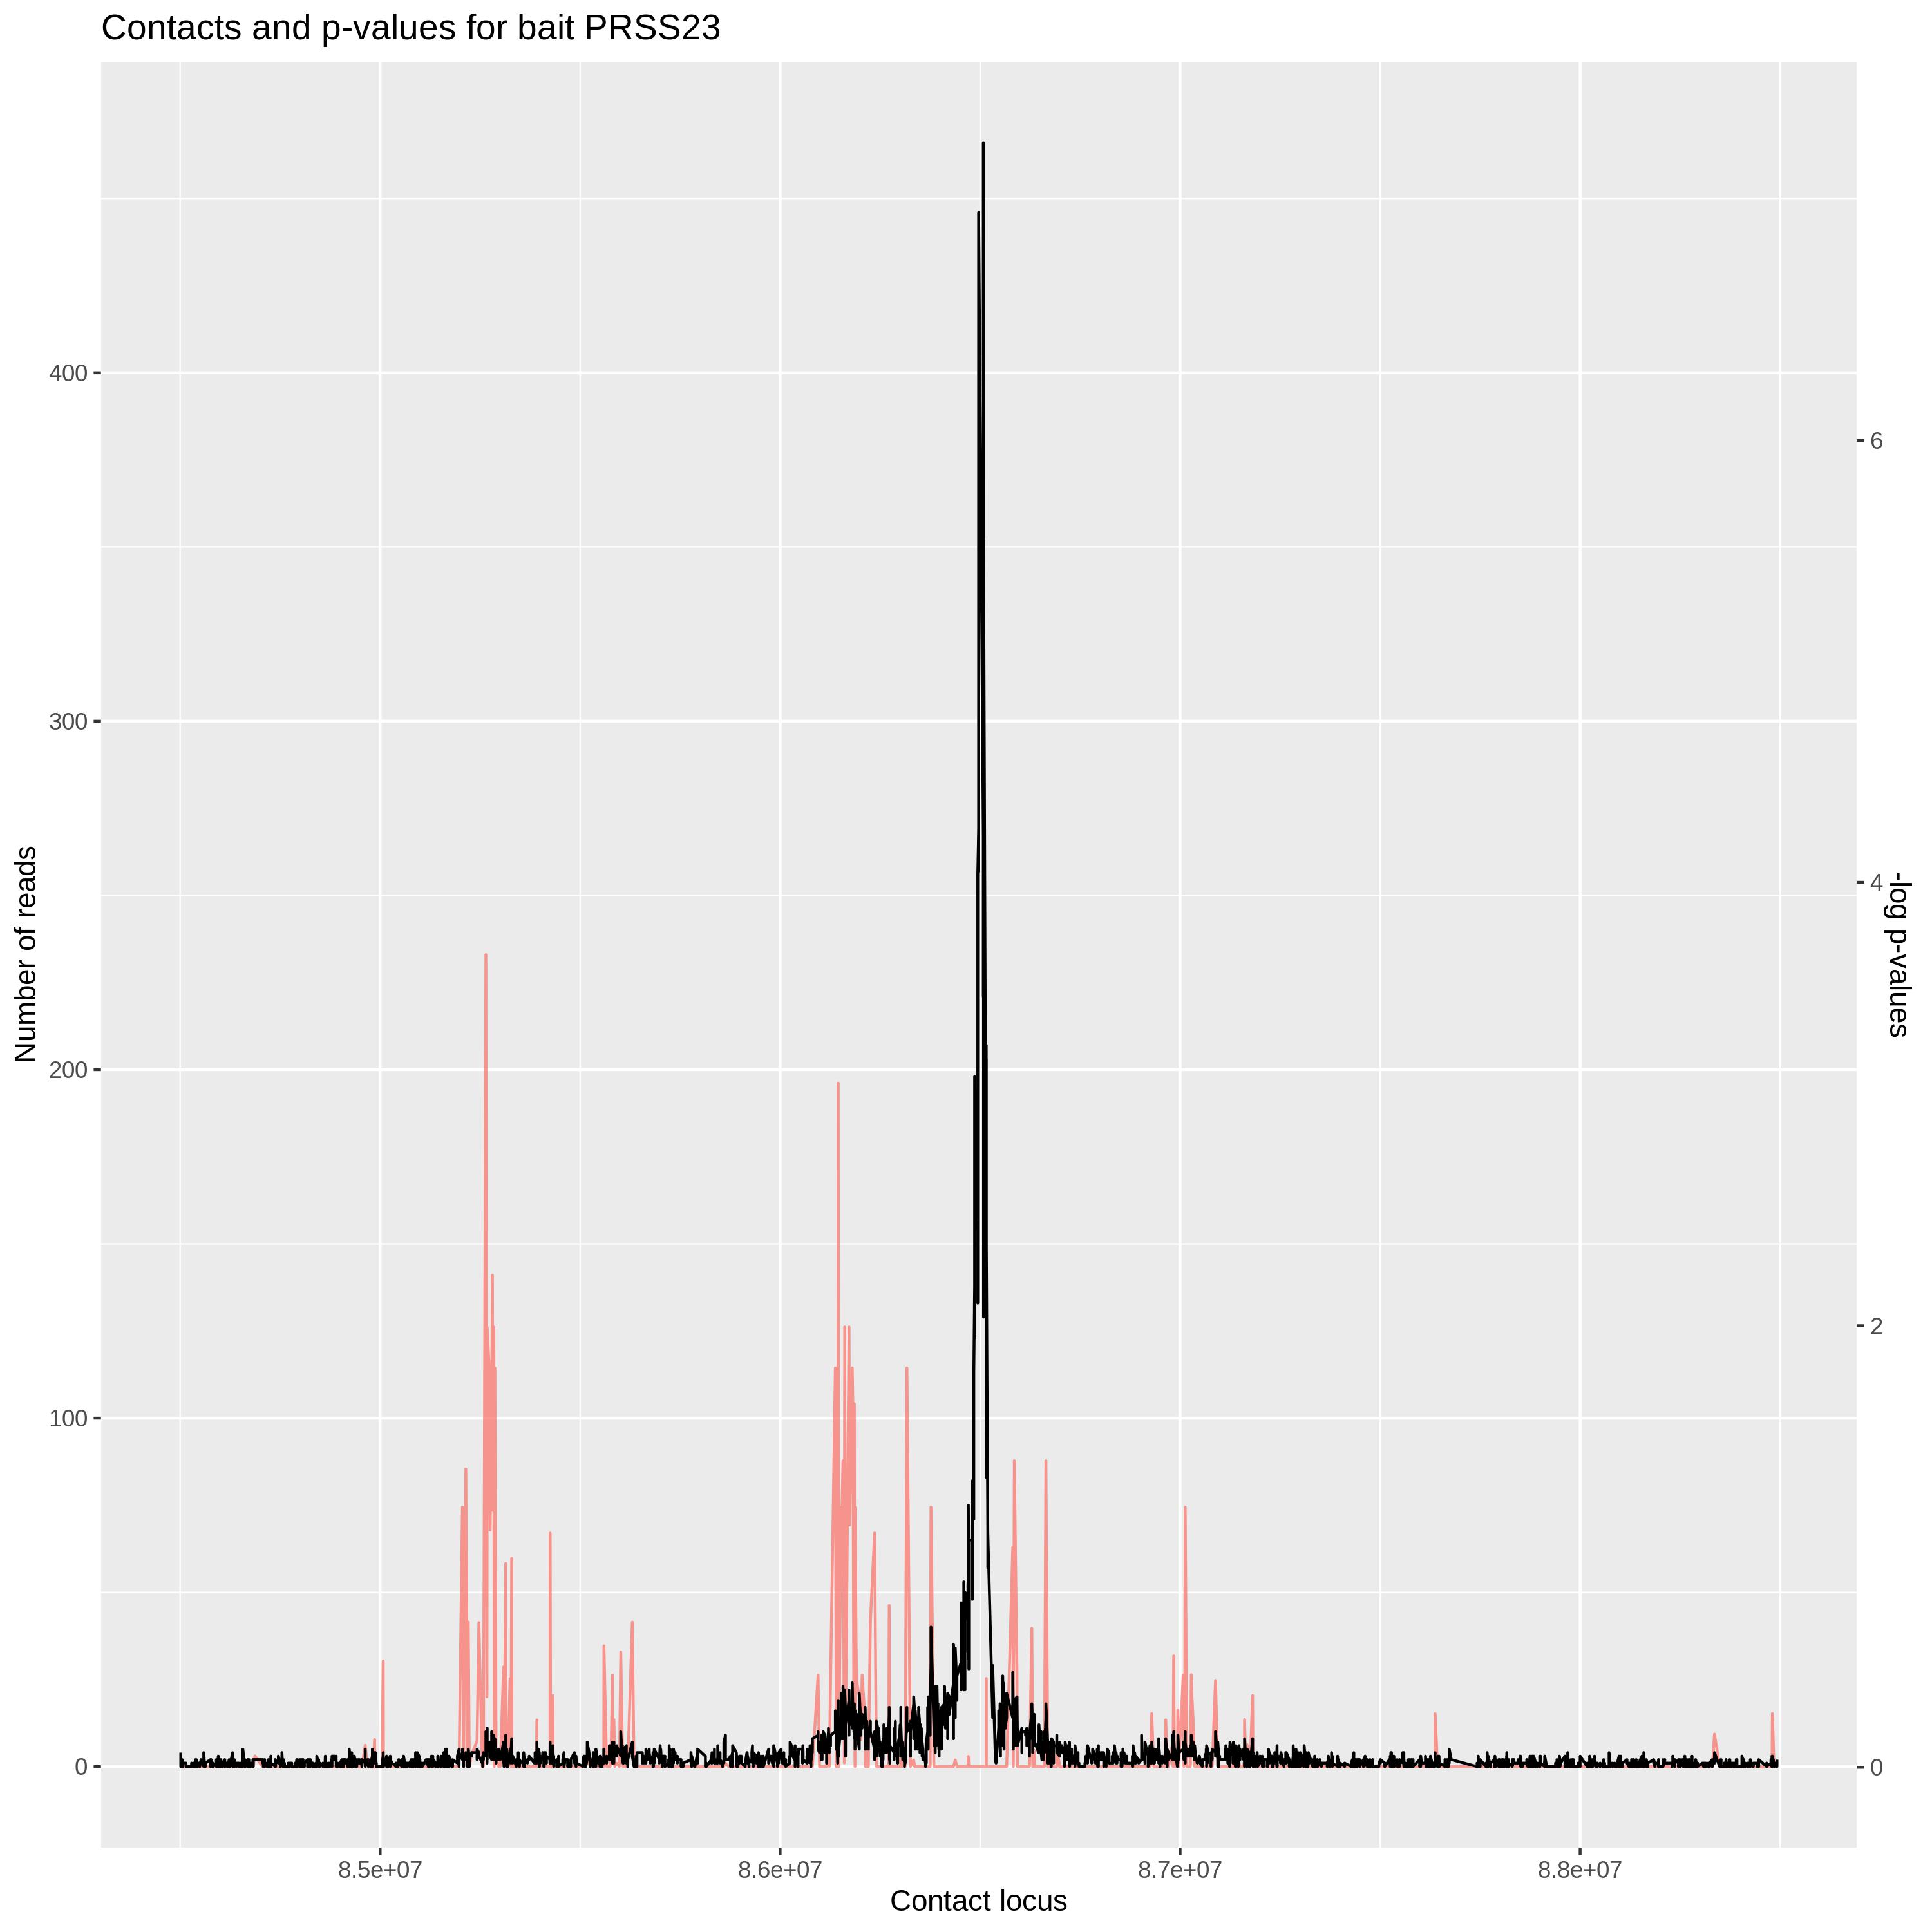 Contacts and p-values for bait PRSS23
Number of reads
400
300
200
100
0
6
4
2
0
-log p-values
8.5e+07
8.6e+07
8.7e+07
8.8e+07
Contact locus